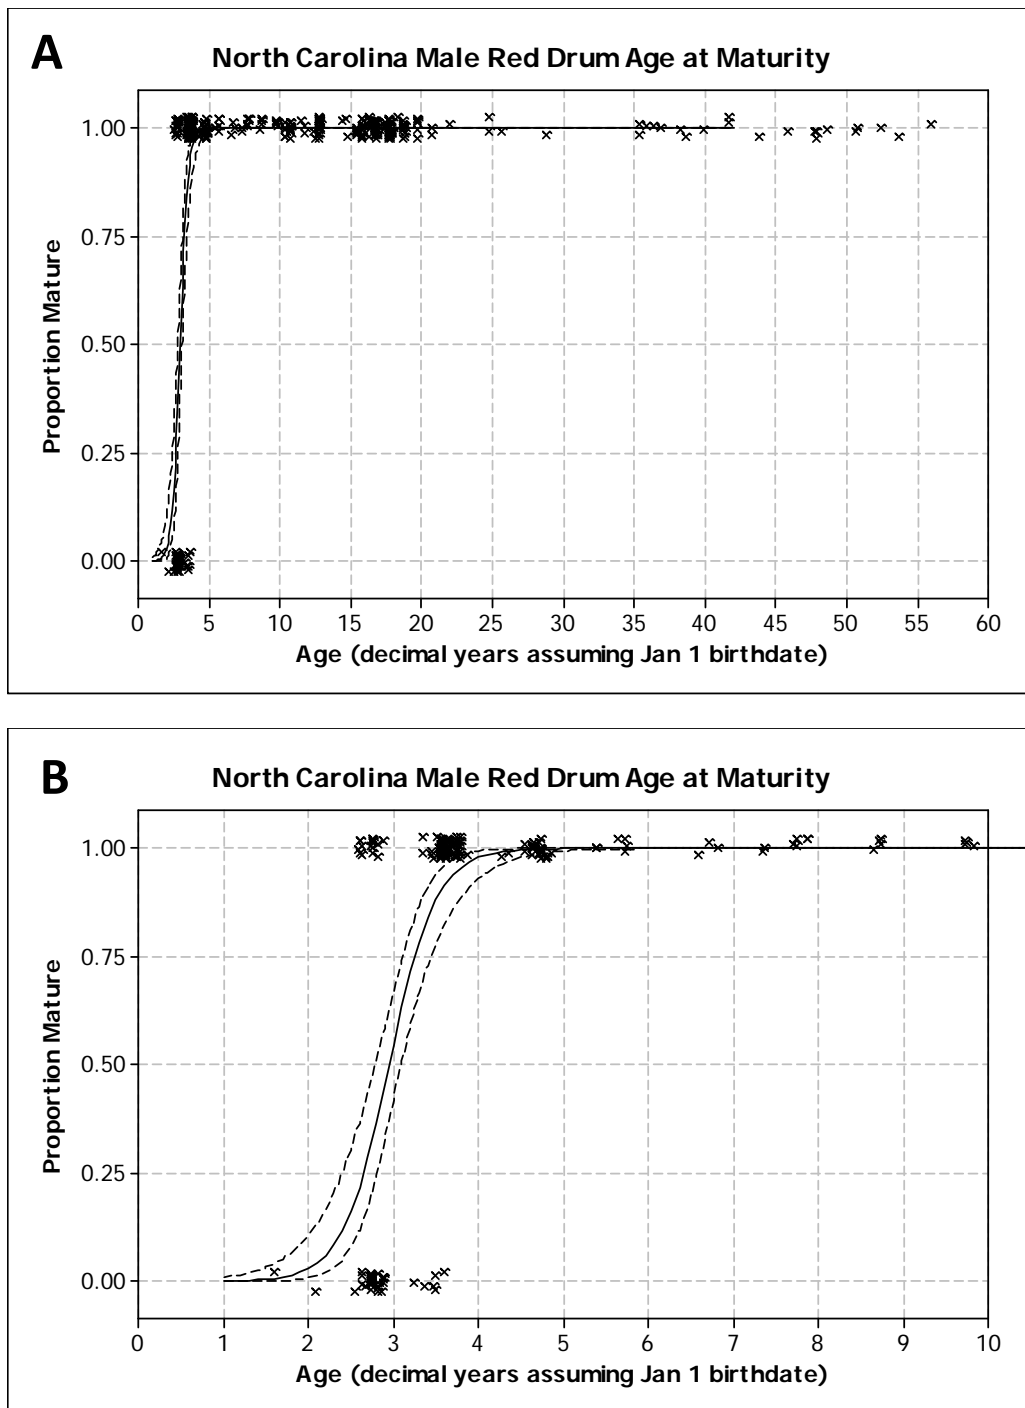 A
North Carolina Male Red Drum Age at Maturity
1.00
0.75
0.50
0.25
0.00
Proportion Mature
0 5 10 15 20 25 30 35 40 45 50 55 60
Age (decimal years assuming Jan 1 birthdate)
B
North Carolina Male Red Drum Age at Maturity
1.00
0.75
0.50
0.25
0.00
Proportion Mature
0 1 2 3 4 5 6 7 8 9 10
Age (decimal years assuming Jan 1 birthdate)